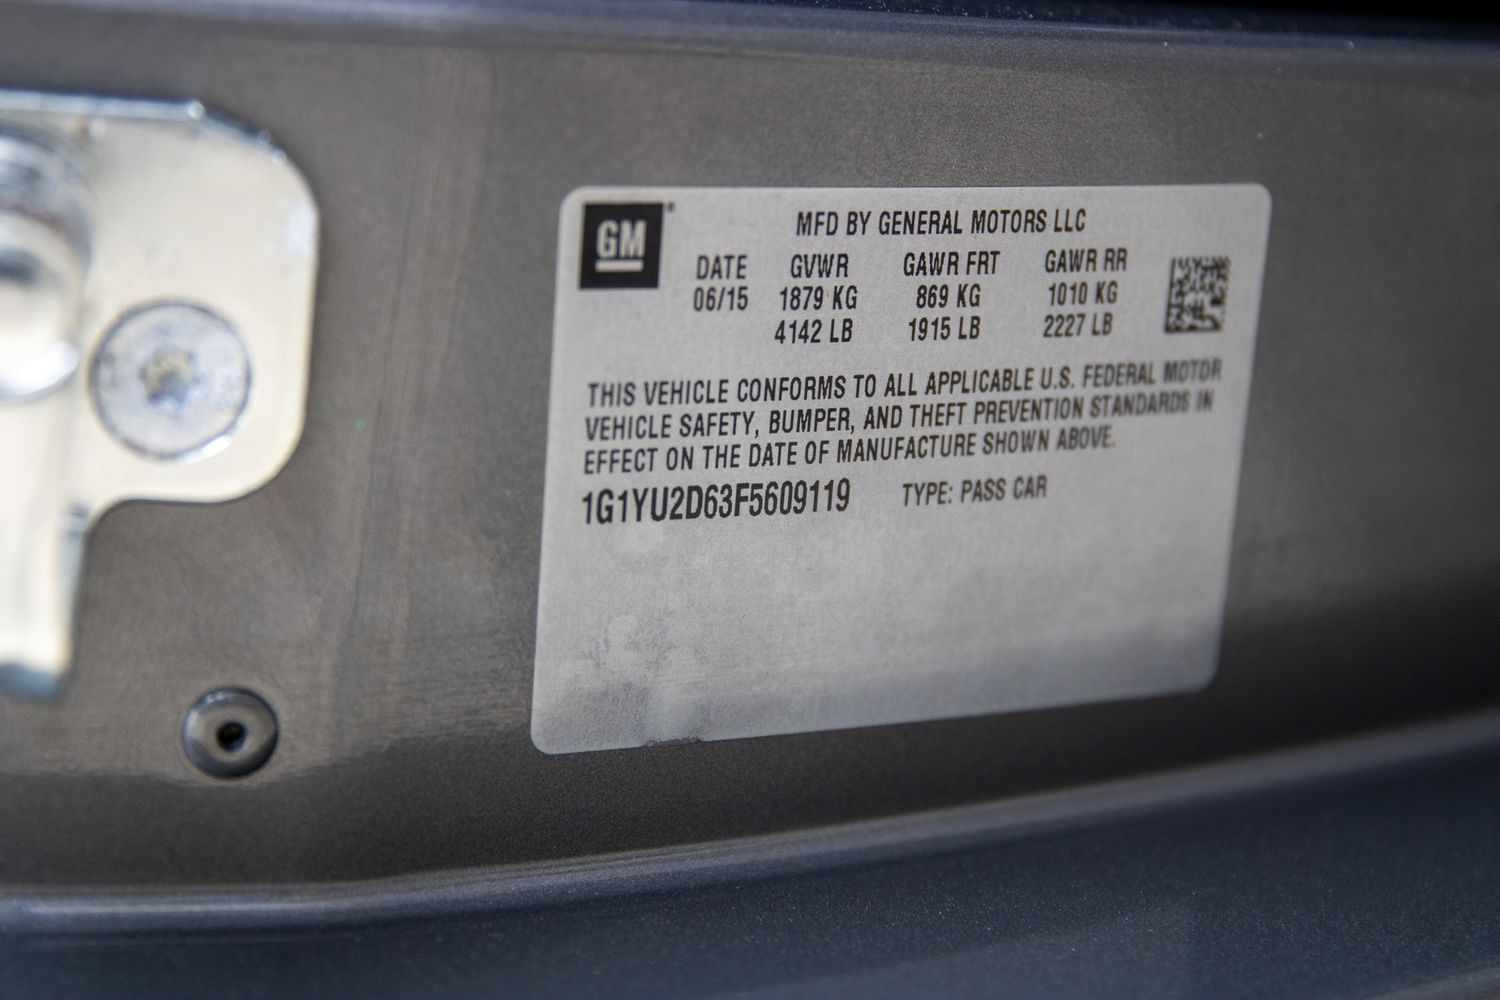 GM
MFD BY GENERAL MOTORS LLC
DATE GVWR GAWR FRT GAWR RR
06/15 1879 KG 869 KG 1010 KG
4142 LB 1915 LB 2227 LB
THIS VEHICLE CONFORMS TO ALL APPLICABLE U.S. FEDERAL MOTOR
VEHICLE SAFETY, BUMPER, AND THEFT PREVENTION STANDARDS IN
EFFECT ON THE DATE OF MANUFACTURE SHOWN ABOVE.
1G1YU2D63F5609119 TYPE: PASS CAR